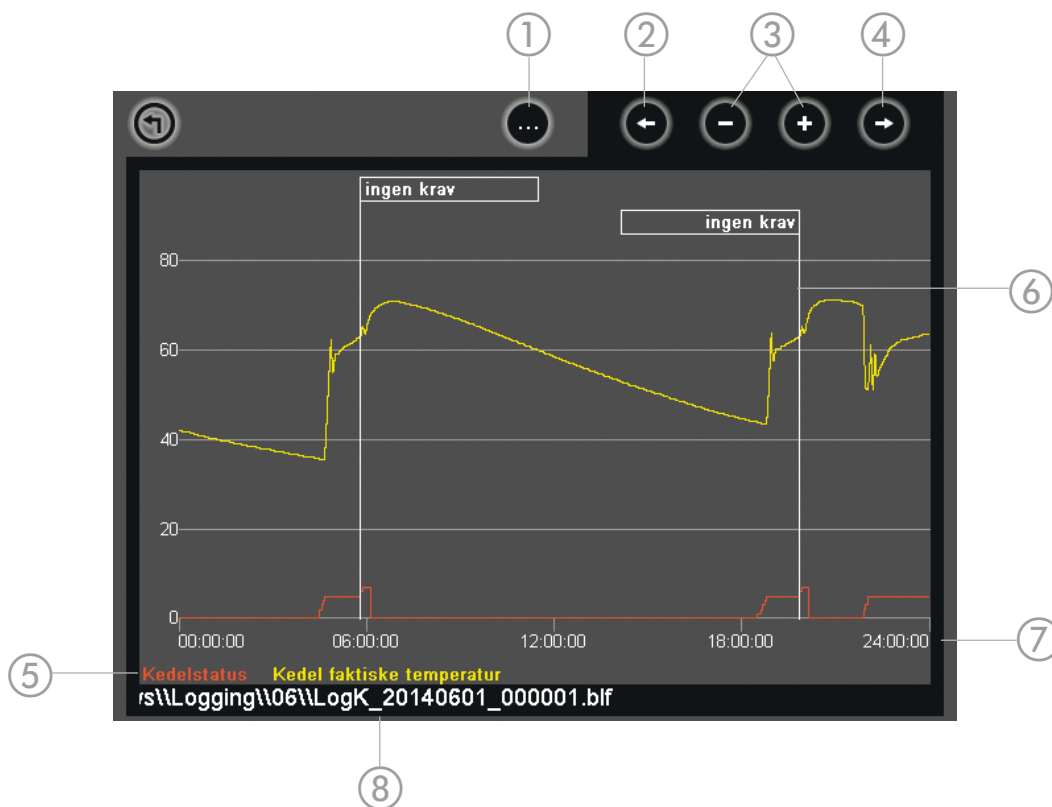 1 2 3 4
...
ingen krav
ingen krav
80
6
60
40
20
0
00:00:00 06:00:00 12:00:00 18:00:00 24:00:00
7
5
Kedelstatus Kedel faktiske temperatur
rs\\Logging\\06\\LogK_20140601_000001.blf
8